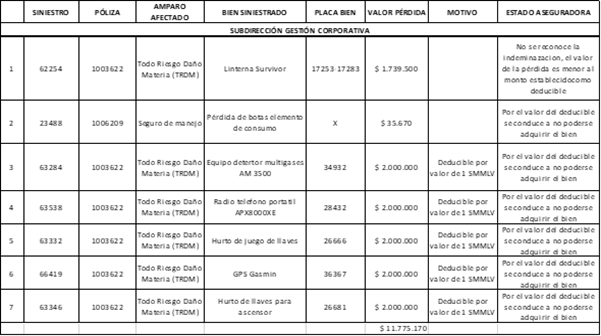 SINIESTRO PÓLIZA AMPARO AFECTADO BIEN SINIESTRADO PLACA BIEN VALOR PÉRDIDA MOTIVO ESTADO ASEGURADORA
SUBDIRECCIÓN GESTIÓN CORPORATIVA
1 62254 1003622 Todo Riesgo Daño Materia (TRDM) Linterna Survivor 17253-17283 $ 1.739.500 No se reconoce la indeminazacion, el valor de la pérdida es menor al monto establecidocomo deducible
2 23488 1006209 Seguro de manejo Pérdida de botas elemento de consumo X $ 35.670 Por el valor del deducible se conduce a no poderse adquirir el bien
3 63284 1003622 Todo Riesgo Daño Materia (TRDM) Equipo detertor multigases AM 3500 34932 $ 2.000.000 Deducible por valor de 1 SMMLV Por el valor del deducible se conduce a no poderse adquirir el bien
4 63538 1003622 Todo Riesgo Daño Materia (TRDM) Radio telefono portatil APX8000XE 28432 $ 2.000.000 Deducible por valor de 1 SMMLV Por el valor del deducible se conduce a no poderse adquirir el bien
5 63332 1003622 Todo Riesgo Daño Materia (TRDM) Hurto de juego de llaves 26666 $ 2.000.000 Deducible por valor de 1 SMMLV Por el valor del deducible se conduce a no poderse adquirir el bien
6 66419 1003622 Todo Riesgo Daño Materia (TRDM) GPS Gasmin 36367 $ 2.000.000 Deducible por valor de 1 SMMLV Por el valor del deducible se conduce a no poderse adquirir el bien
7 63346 1003622 Todo Riesgo Daño Materia (TRDM) Hurto de llaves para ascensor 26681 $ 2.000.000 Deducible por valor de 1 SMMLV Por el valor del deducible se conduce a no poderse adquirir el bien
$ 11.775.170